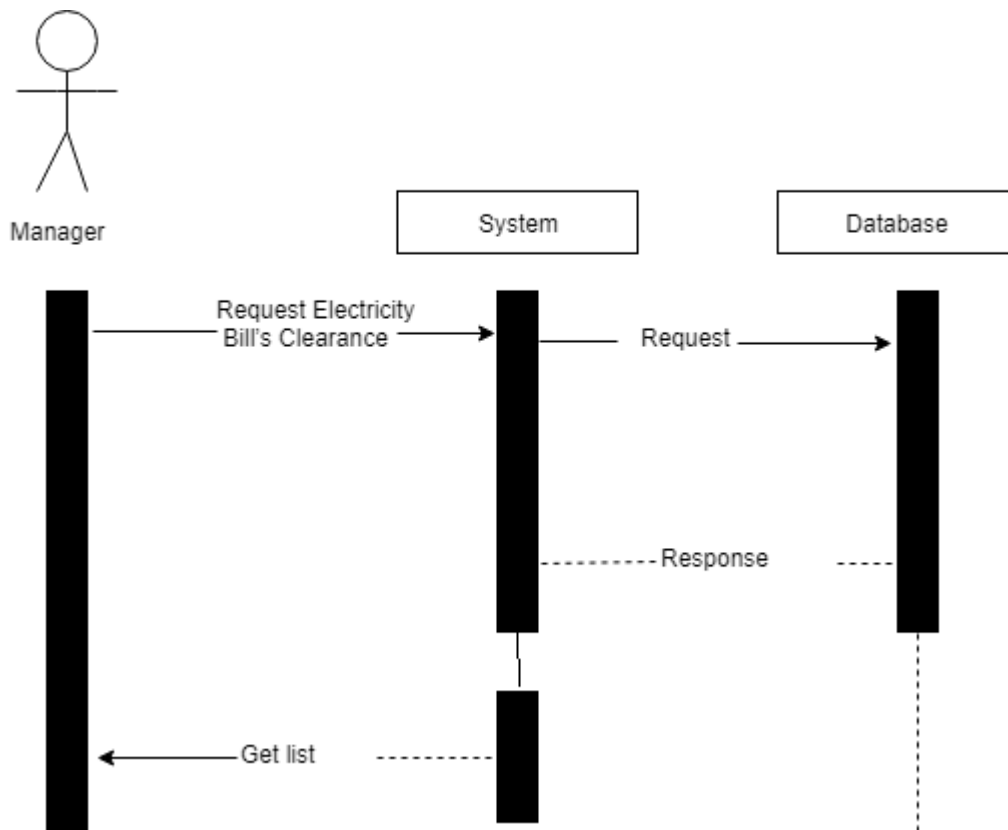 Manager
System
Database
Request Electricity
Bill's Clearance
Request
Response
Get list